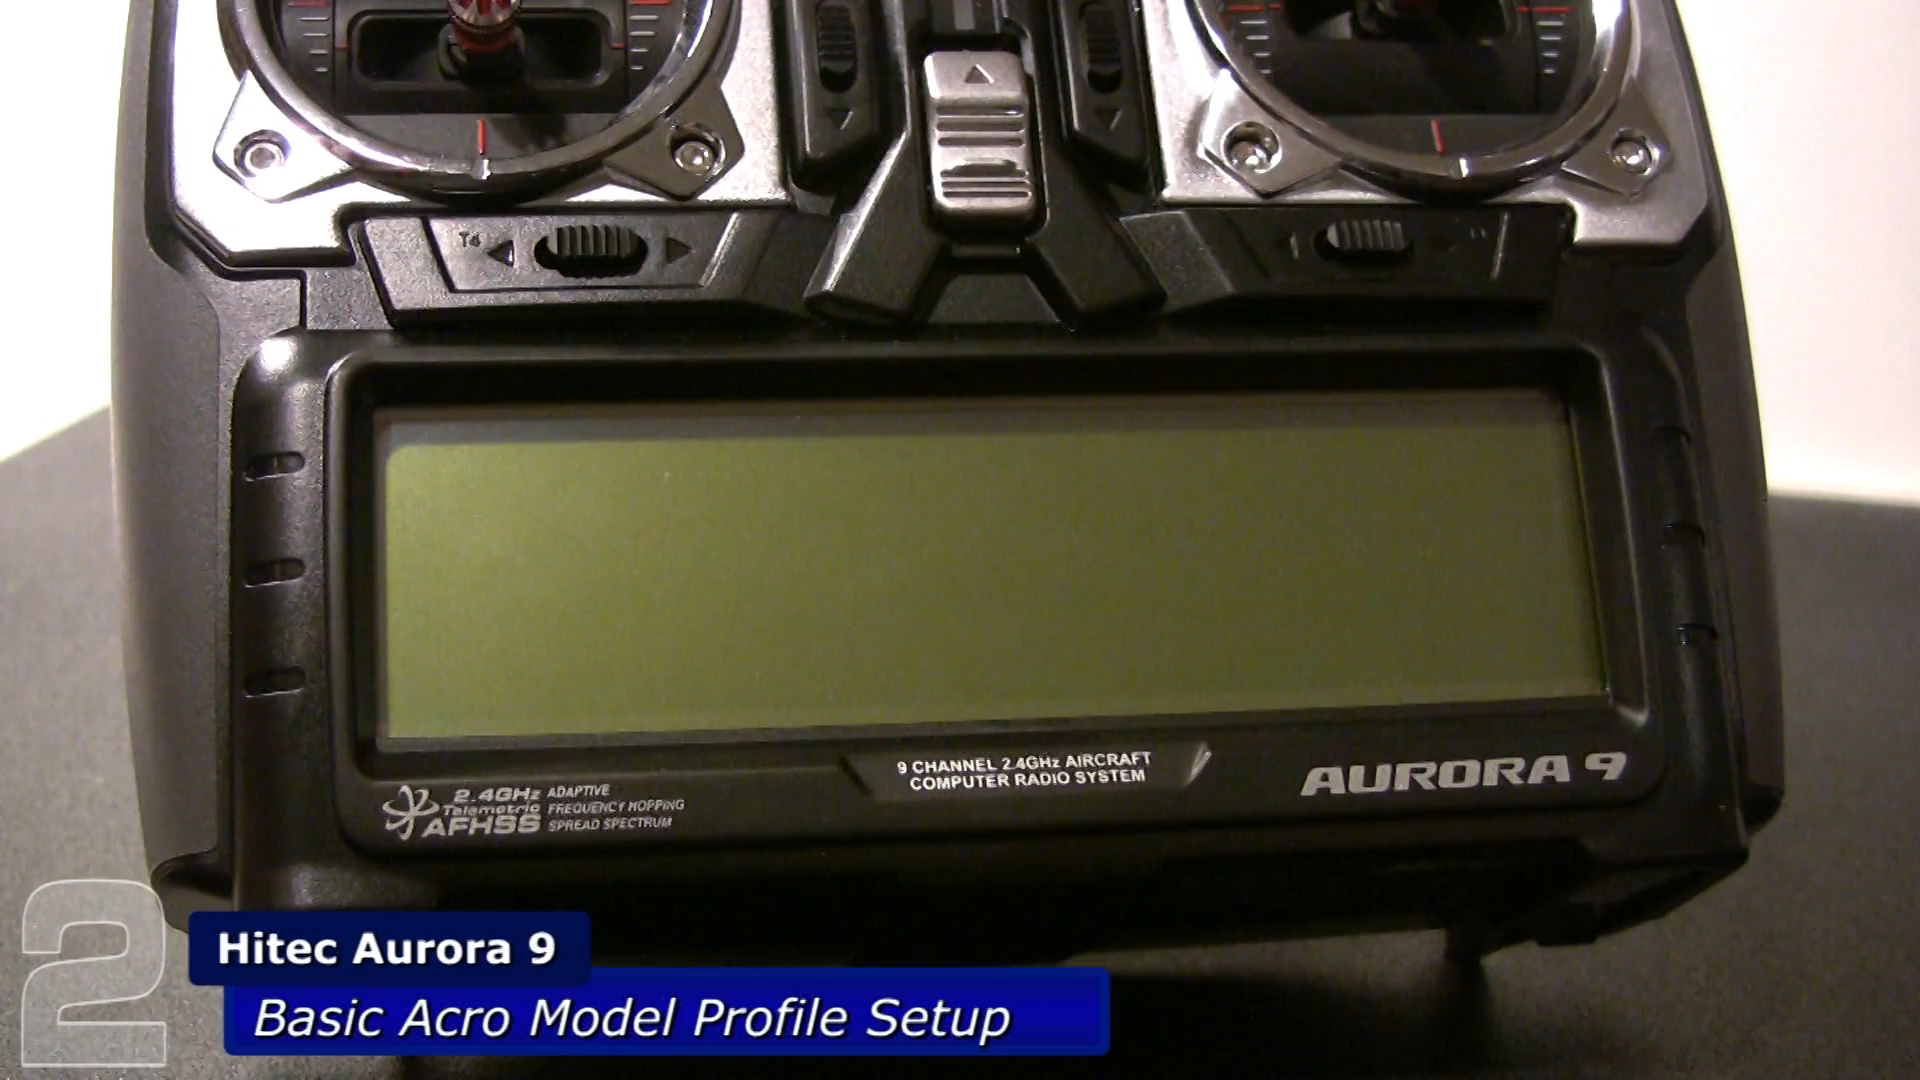 T4
9 CHANNEL 2.4GHz AIRCRAFT
COMPUTER RADIO SYSTEM
AURORA 9
2.4GHz ADAPTIVE
Telemetric FREQUENCY HOPPING
AFHSS SPREAD SPECTRUM
2
Hitec Aurora 9
Basic Acro Model Profile Setup